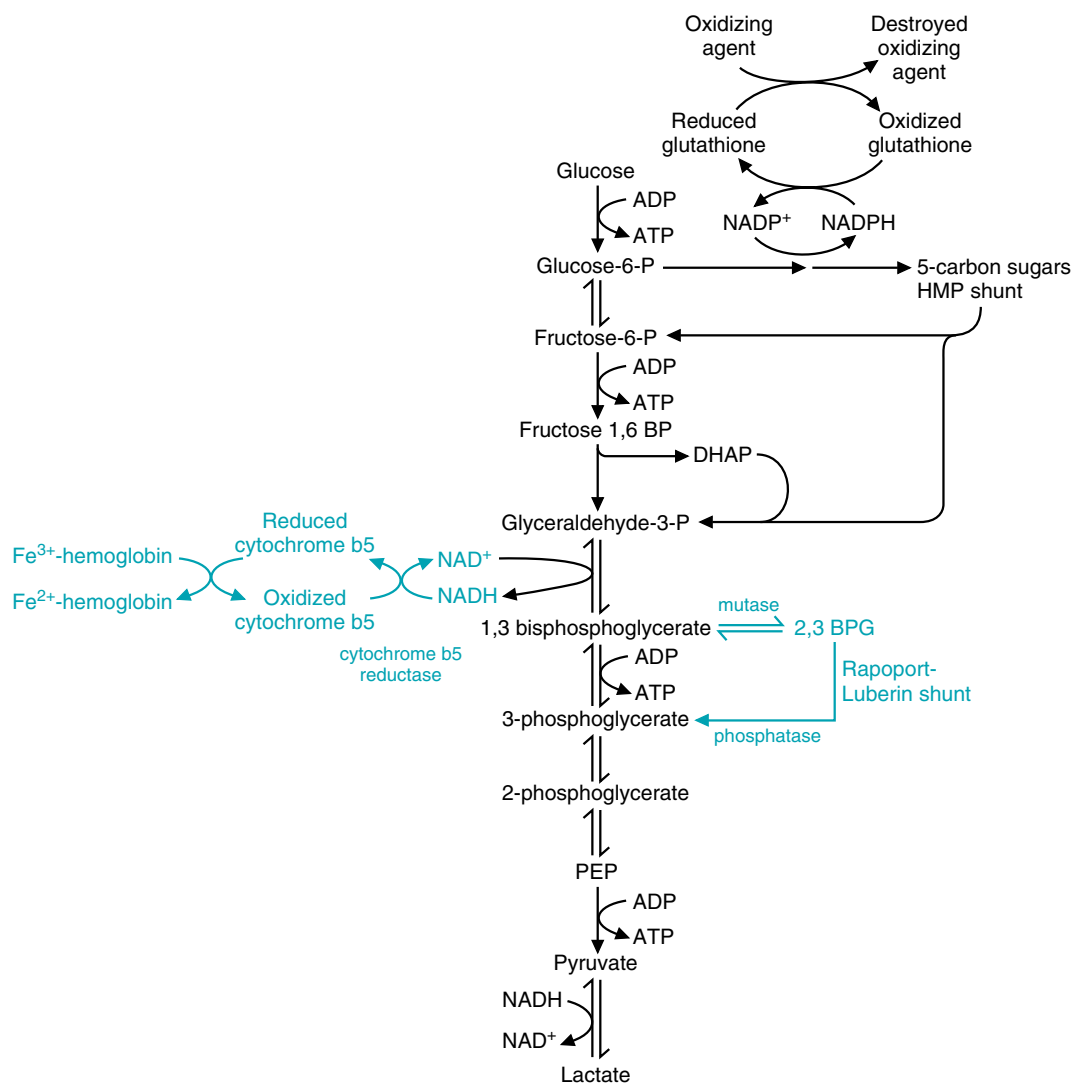 Oxidizing
agent
Destroyed
oxidizing
agent
Reduced
glutathione
Oxidized
glutathione
Glucose
ADP
ATP
NADP+
NADPH
Glucose-6-P
5-carbon sugars
HMP shunt
Fructose-6-P
ADP
ATP
Fructose 1,6 BP
DHAP
Glyceraldehyde-3-P
Reduced
cytochrome b5
Fe3+-hemoglobin
NAD+
Fe2+-hemoglobin
Oxidized
cytochrome b5
NADH
cytochrome b5
reductase
1,3 bisphosphoglycerate
mutase
2,3 BPG
ADP
ATP
Rapoport-
Luberin shunt
3-phosphoglycerate
phosphatase
2-phosphoglycerate
PEP
ADP
ATP
Pyruvate
NADH
NAD+
Lactate